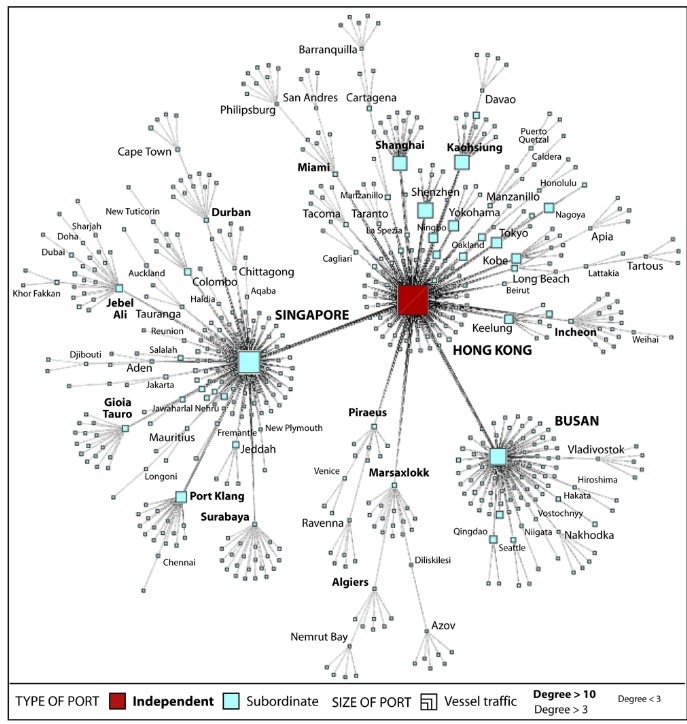 Barranquilla
San Andres
Cartagena
Philipsburg
Davao
Puerto
Quetzal
Cape Town
Shanghai
Kaohsiung
Caldera
Miami
Honolulu
Manzanillo
Shenzhen
Manzanillo
New Tuticorin
Durban
Tacoma
Taranto
Yokohama
Nagoya
Sharjah
La Spezia
Ningbo
Tokyo
Apia
Doha
Oakland
Dubai
Auckland
Colombo
Chittagong
Cagliari
Kobe
Lattakia
Tartous
Khor Fakkan
Haldia
Aqaba
Long Beach
Beirut
Jebel
Ali
Tauranga
SINGAPORE
Reunion
Keelung
Incheon
Weihai
Salalah
HONG KONG
Djibouti
Aden
Jakarta
Gioia
Tauro
Jawaharlal Nehru
Piraeus
BUSAN
Mauritius
Fremantle
New Plymouth
Jeddah
Vladivostok
Longoni
Venice
Marsaxlokk
Hiroshima
Port Klang
Hakata
Surabaya
Ravenna
Vostochnyy
Qingdao
Seattle
Niigata
Nakhodka
Chennai
Diliskilesi
Algiers
Nemrut Bay
Azov
TYPE OF PORT Independent Subordinate SIZE OF PORT Vessel traffic Degree > 10 Degree < 3
Degree > 3